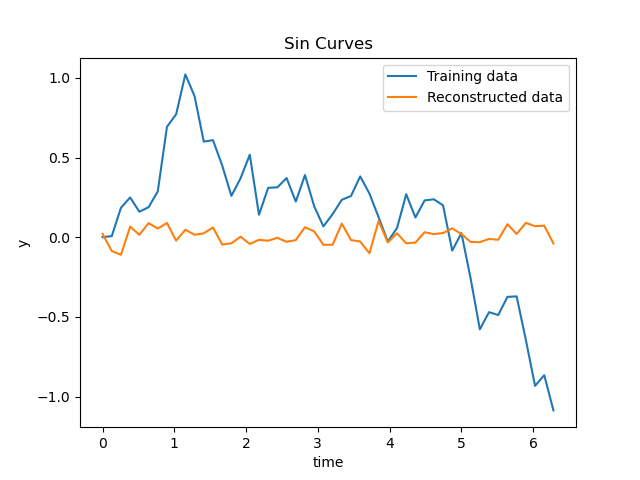 Sin Curves
Training data
Reconstructed data
1.0
0.5
0.0
−0.5
−1.0
y
0 1 2 3 4 5 6
time